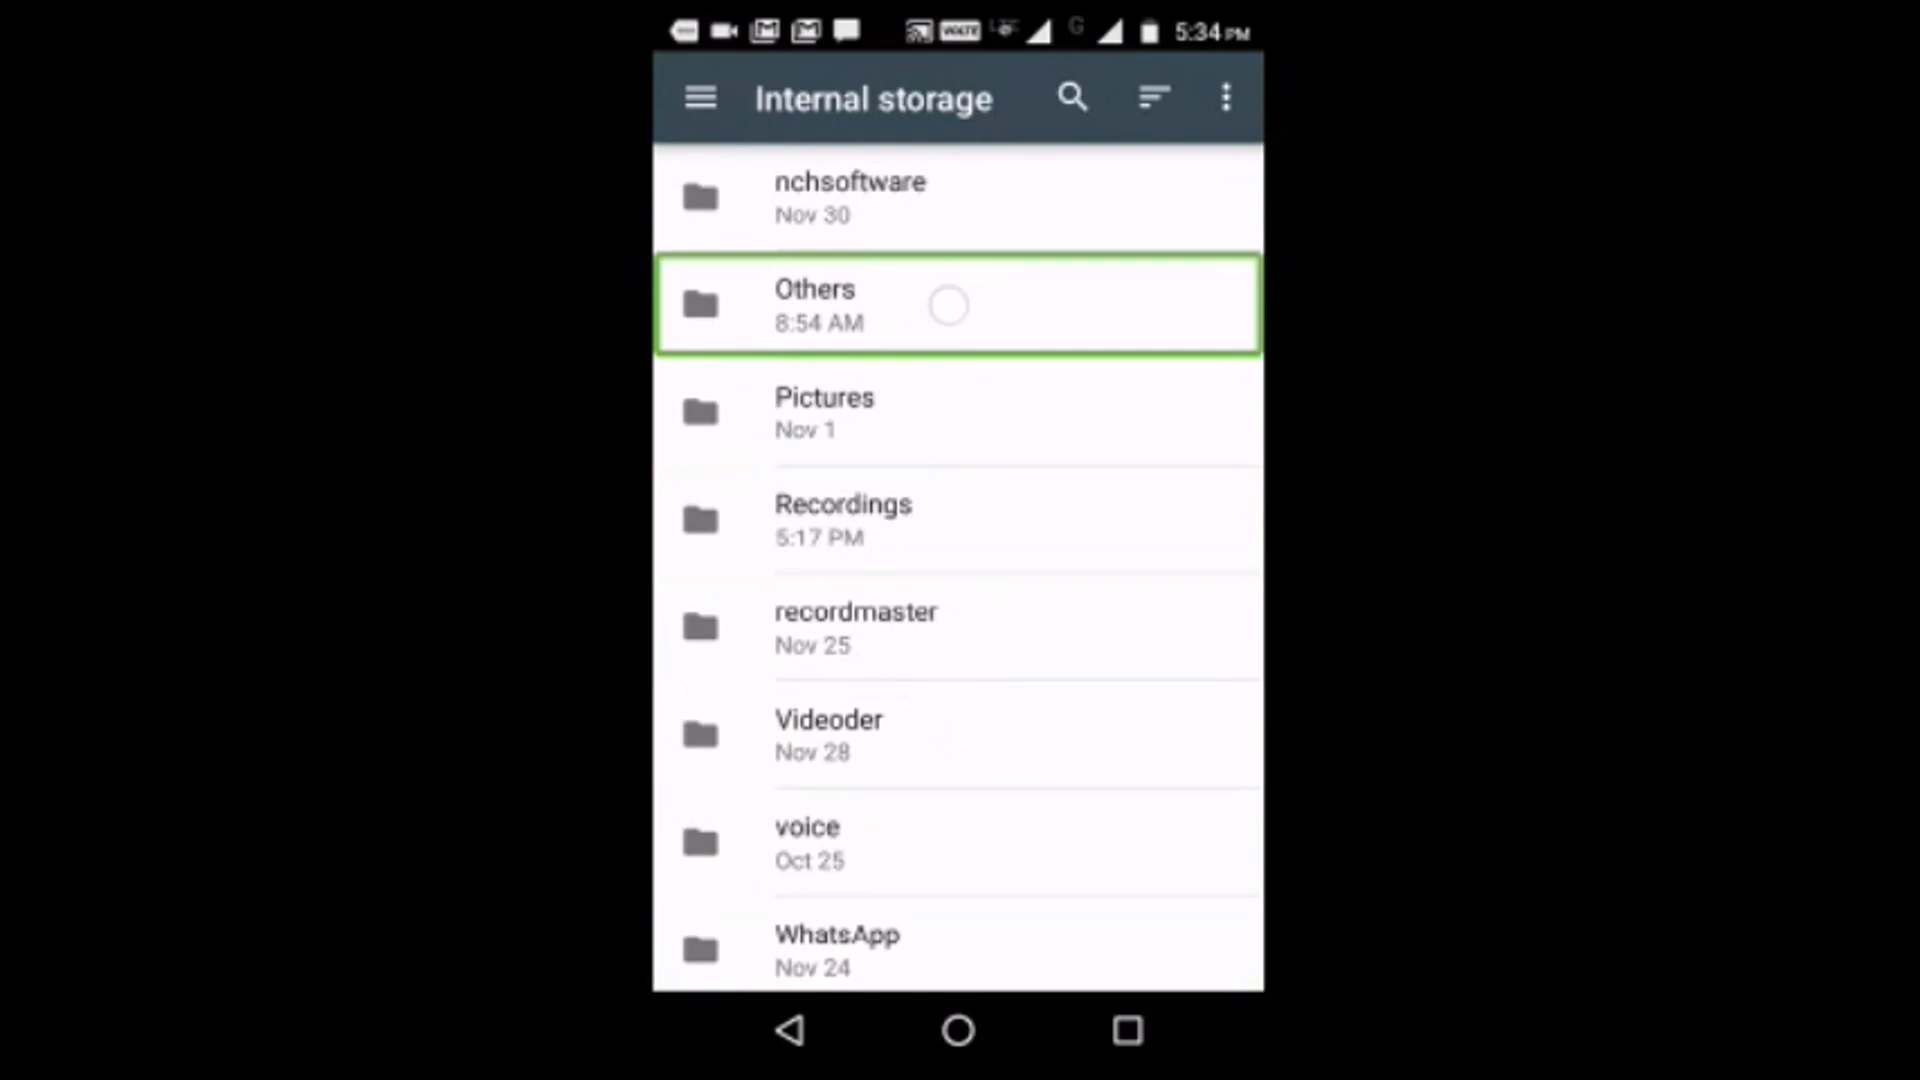 VoLTE
G
5:34 PM
Internal storage
nchsoftware
Nov 30
Others
8:54 AM
Pictures
Nov 1
Recordings
5:17 PM
recordmaster
Nov 25
Videoder
Nov 28
voice
Oct 25
WhatsApp
Nov 24